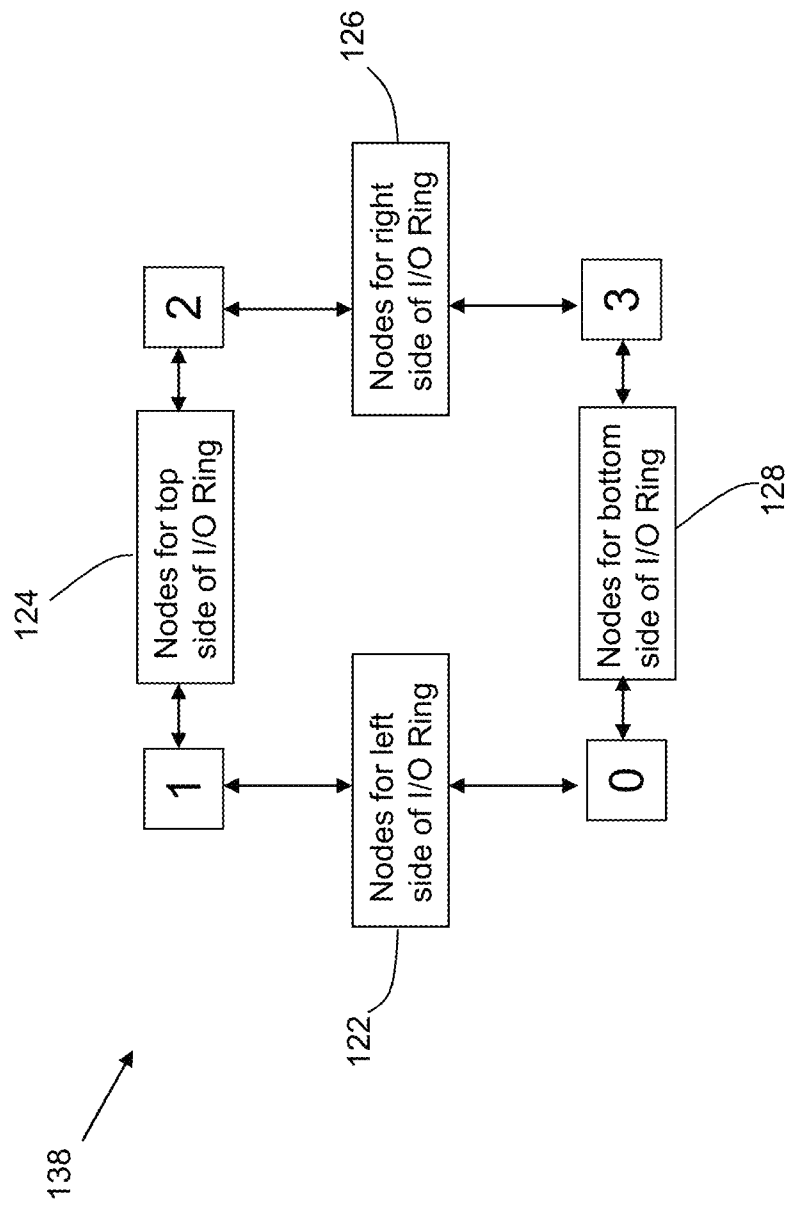 138
124
126
1
Nodes for top
side of I/O Ring
2
122
Nodes for left
side of I/O Ring
Nodes for right
side of I/O Ring
0
Nodes for bottom
side of I/O Ring
3
128